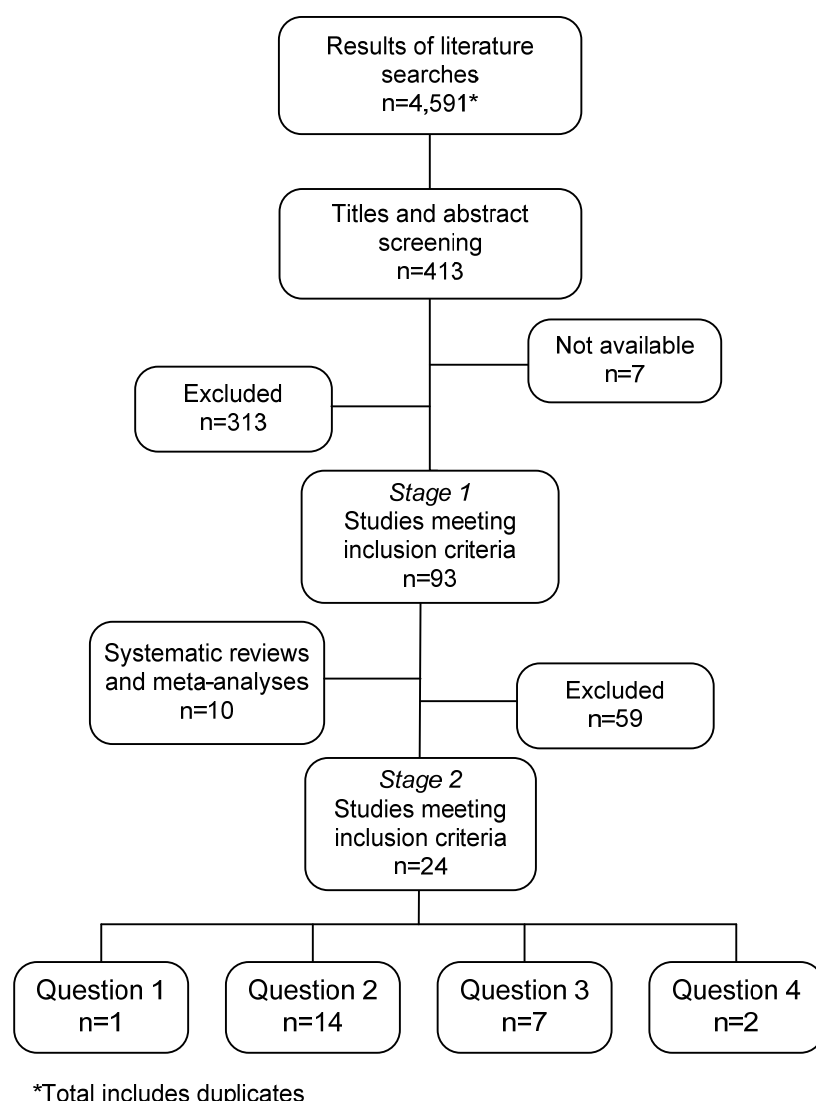 Results of literature
searches
n=4,591*
Titles and abstract
screening
n=413
Not available
n=7
Excluded
n=313
Stage 1
Studies meeting
inclusion criteria
n=93
Systematic reviews
and meta-analyses
n=10
Excluded
n=59
Stage 2
Studies meeting
inclusion criteria
n=24
Question 1
n=1
Question 2
n=14
Question 3
n=7
Question 4
n=2
*Total includes duplicates